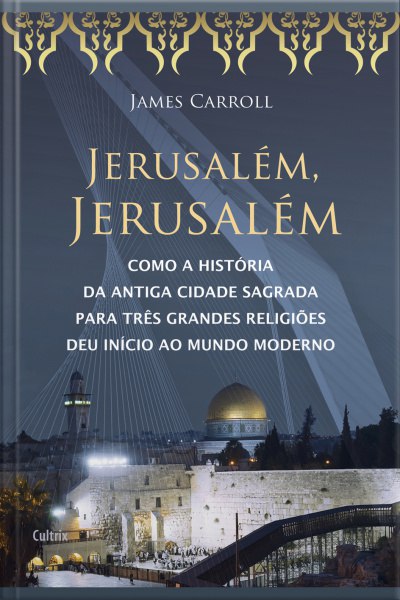 JAMES CARROLL
JERUSALÉM,
JERUSALÉM
COMO A HISTÓRIA
DA ANTIGA CIDADE SAGRADA
PARA TRÊS GRANDES RELIGIÕES
DEU INÍCIO AO MUNDO MODERNO
Cultrix